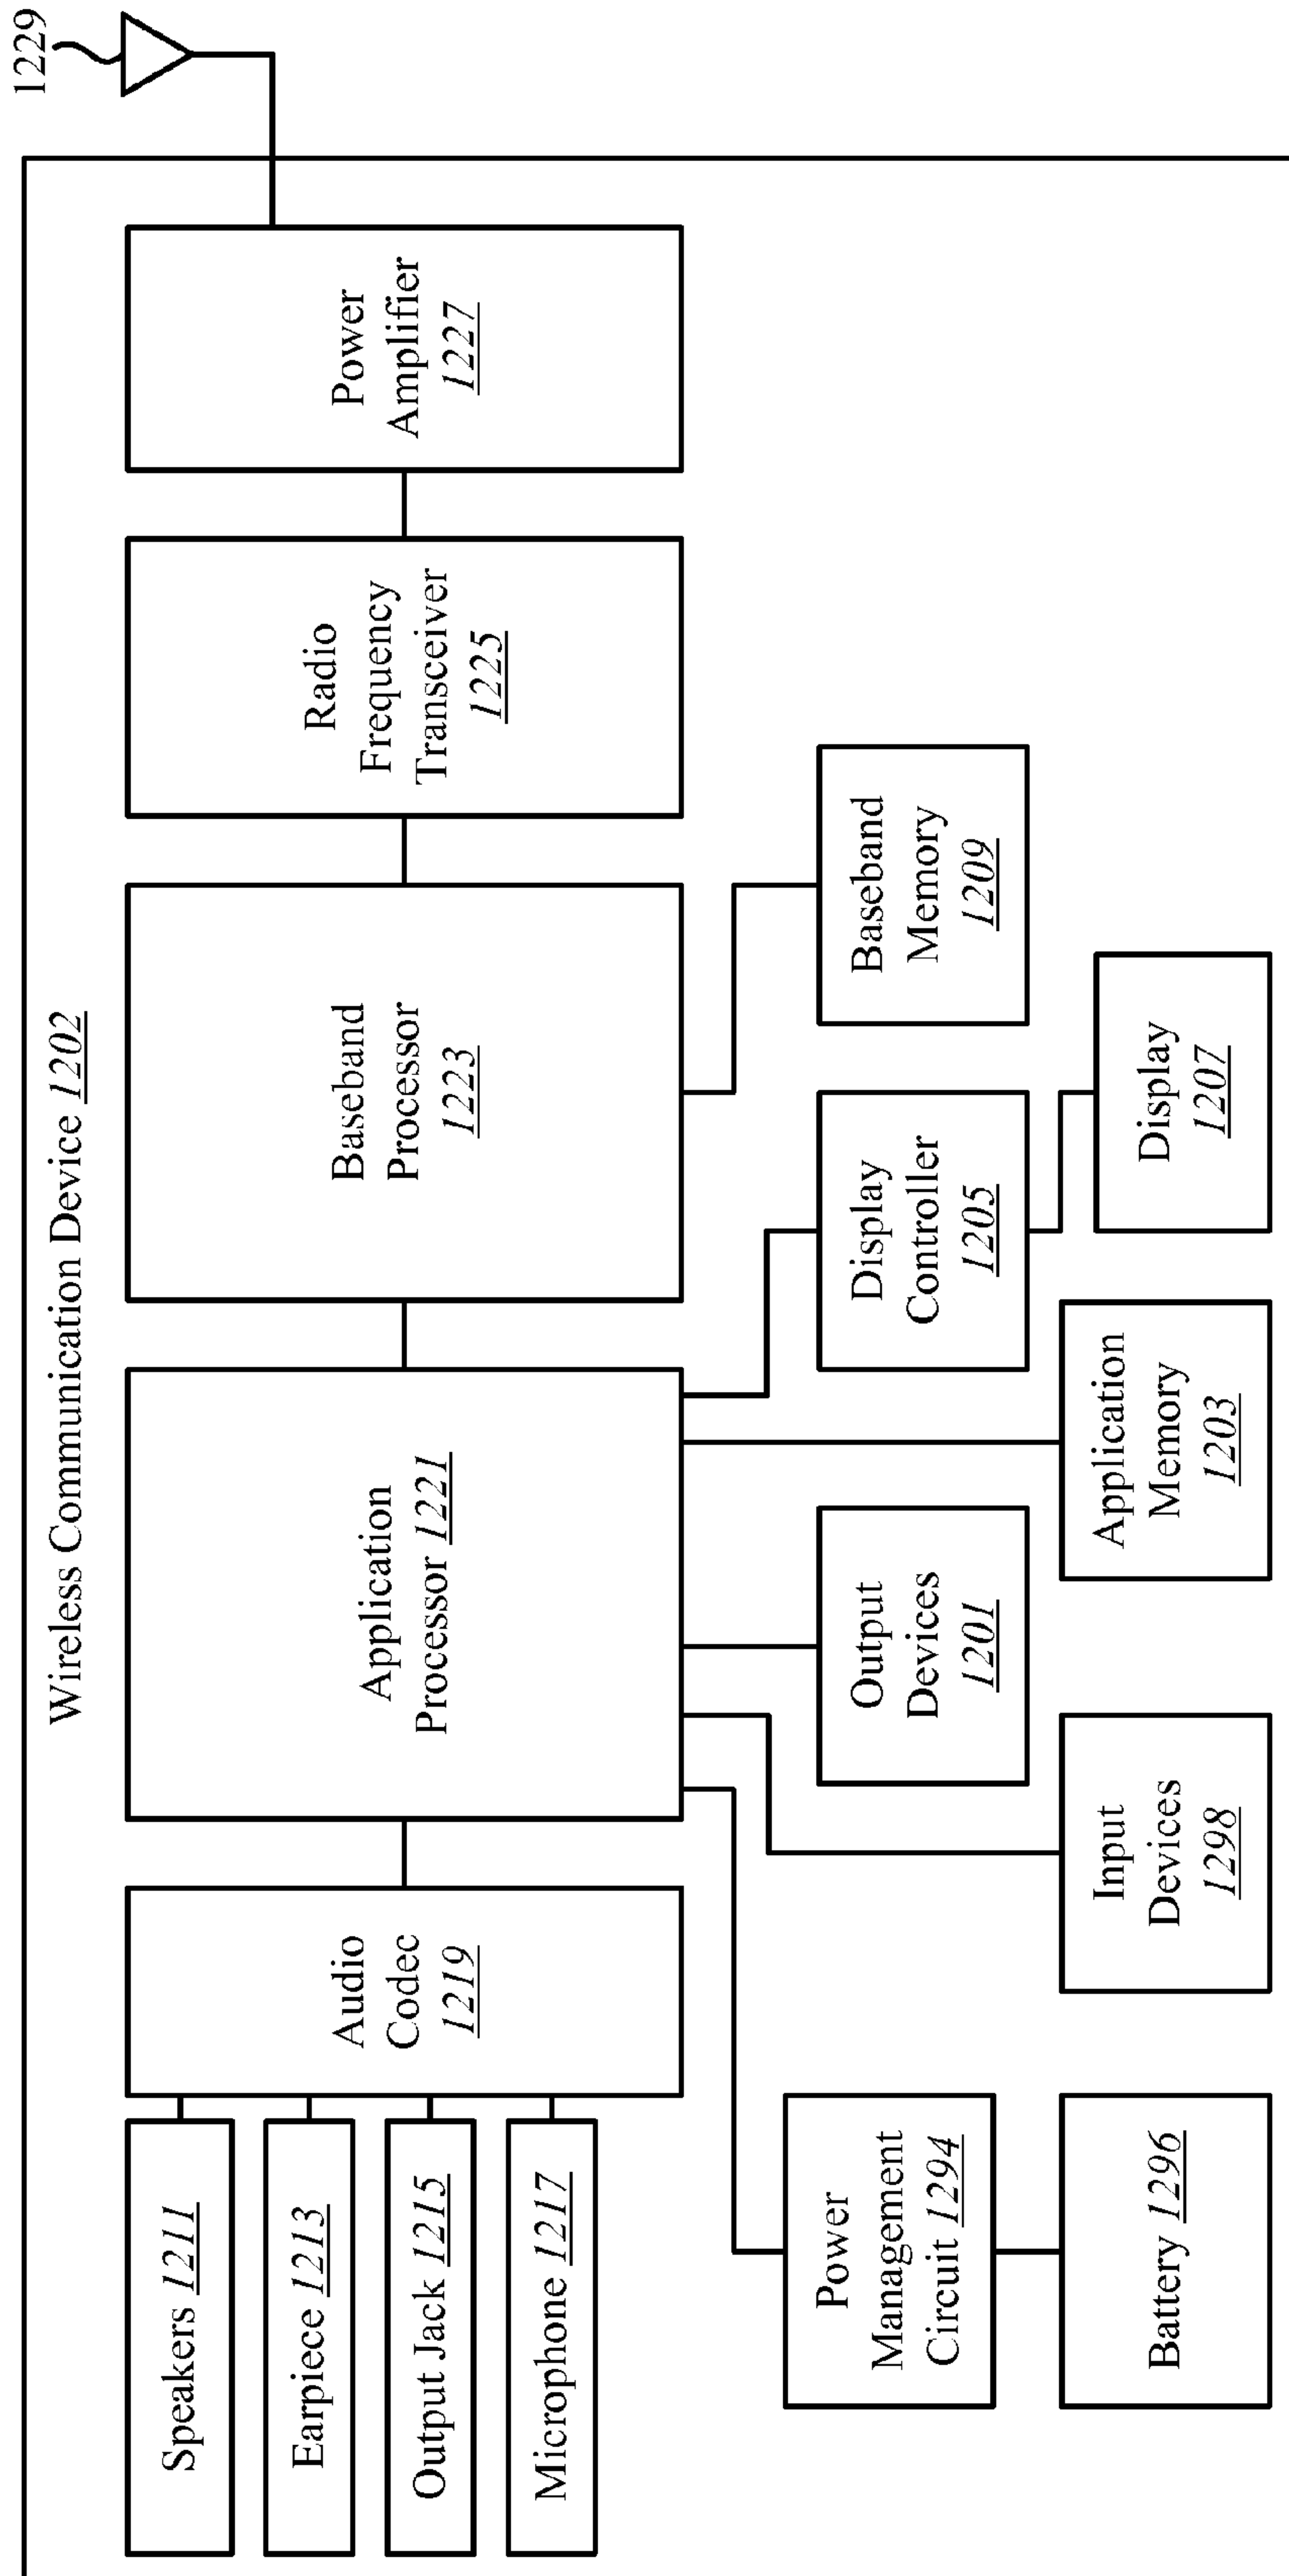 Wireless Communication Device 1202
1229
Speakers 1211
Earpiece 1213
Output Jack 1215
Microphone 1217
Audio
Codec
1219
Application
Processor 1221
Baseband
Processor
1223
Radio
Frequency
Transceiver
1225
Power
Amplifier
1227
Power
Management
Circuit 1294
Battery 1296
Input
Devices
1298
Output
Devices
1201
Application
Memory
1203
Display
Controller
1205
Display
1207
Baseband
Memory
1209